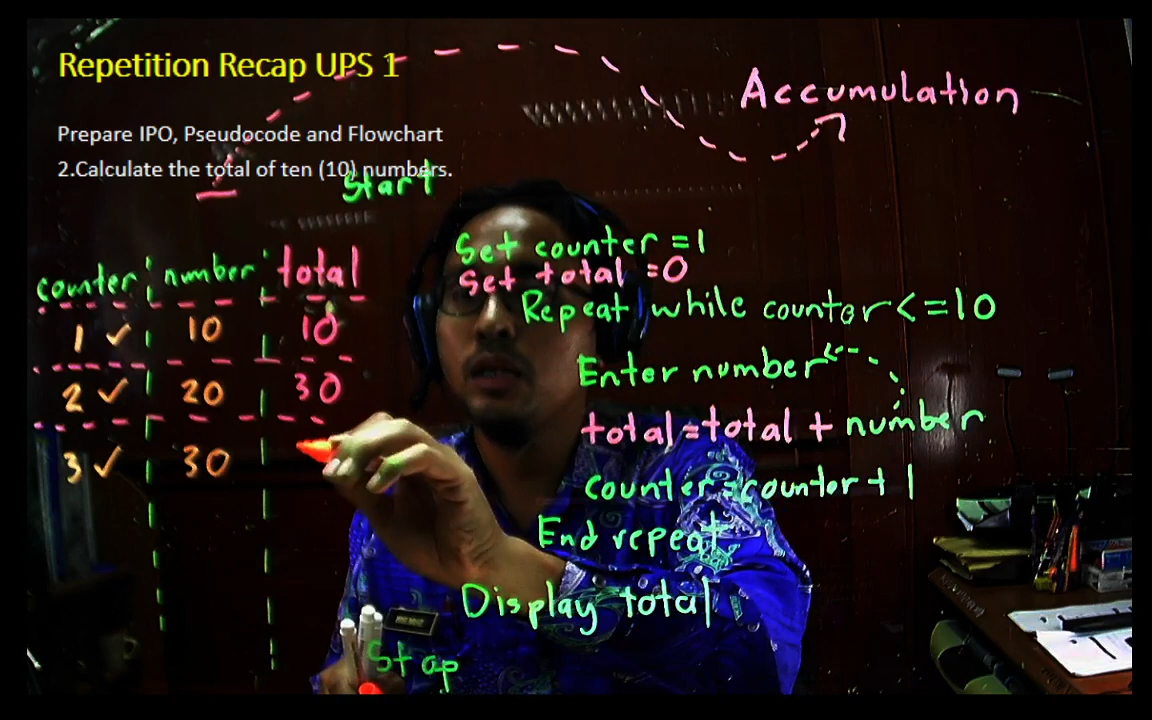 Repetition Recap UPS 1
Accumulation
Prepare IPO, Pseudocode and Flowchart
2.Calculate the total of ten (10) numbers.
Start
Set counter =1
Set total =0
Repeat while counter <=10
Enter number
total=total + number
counter=counter+ 1
End repeat
Display total
Stop
counter number total
1 ✓ 10 10
2 ✓ 20 30
3 ✓ 30